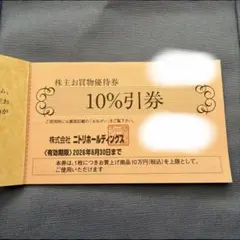 株主お買物優待券
10%引券
株式会社 ニトリホールディングス
〈有効期限〉2026年6月30日まで
本券は、1枚につきお買上げ商品10万円(税込)を上限として、
ご使用いただけます